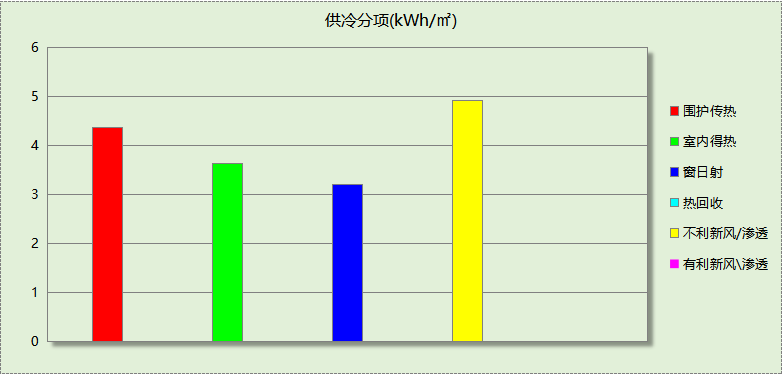 供冷分项(kWh/㎡)
6
5
4
3
2
1
0
围护传热
室内得热
窗日射
热回收
不利新风/渗透
有利新风\渗透